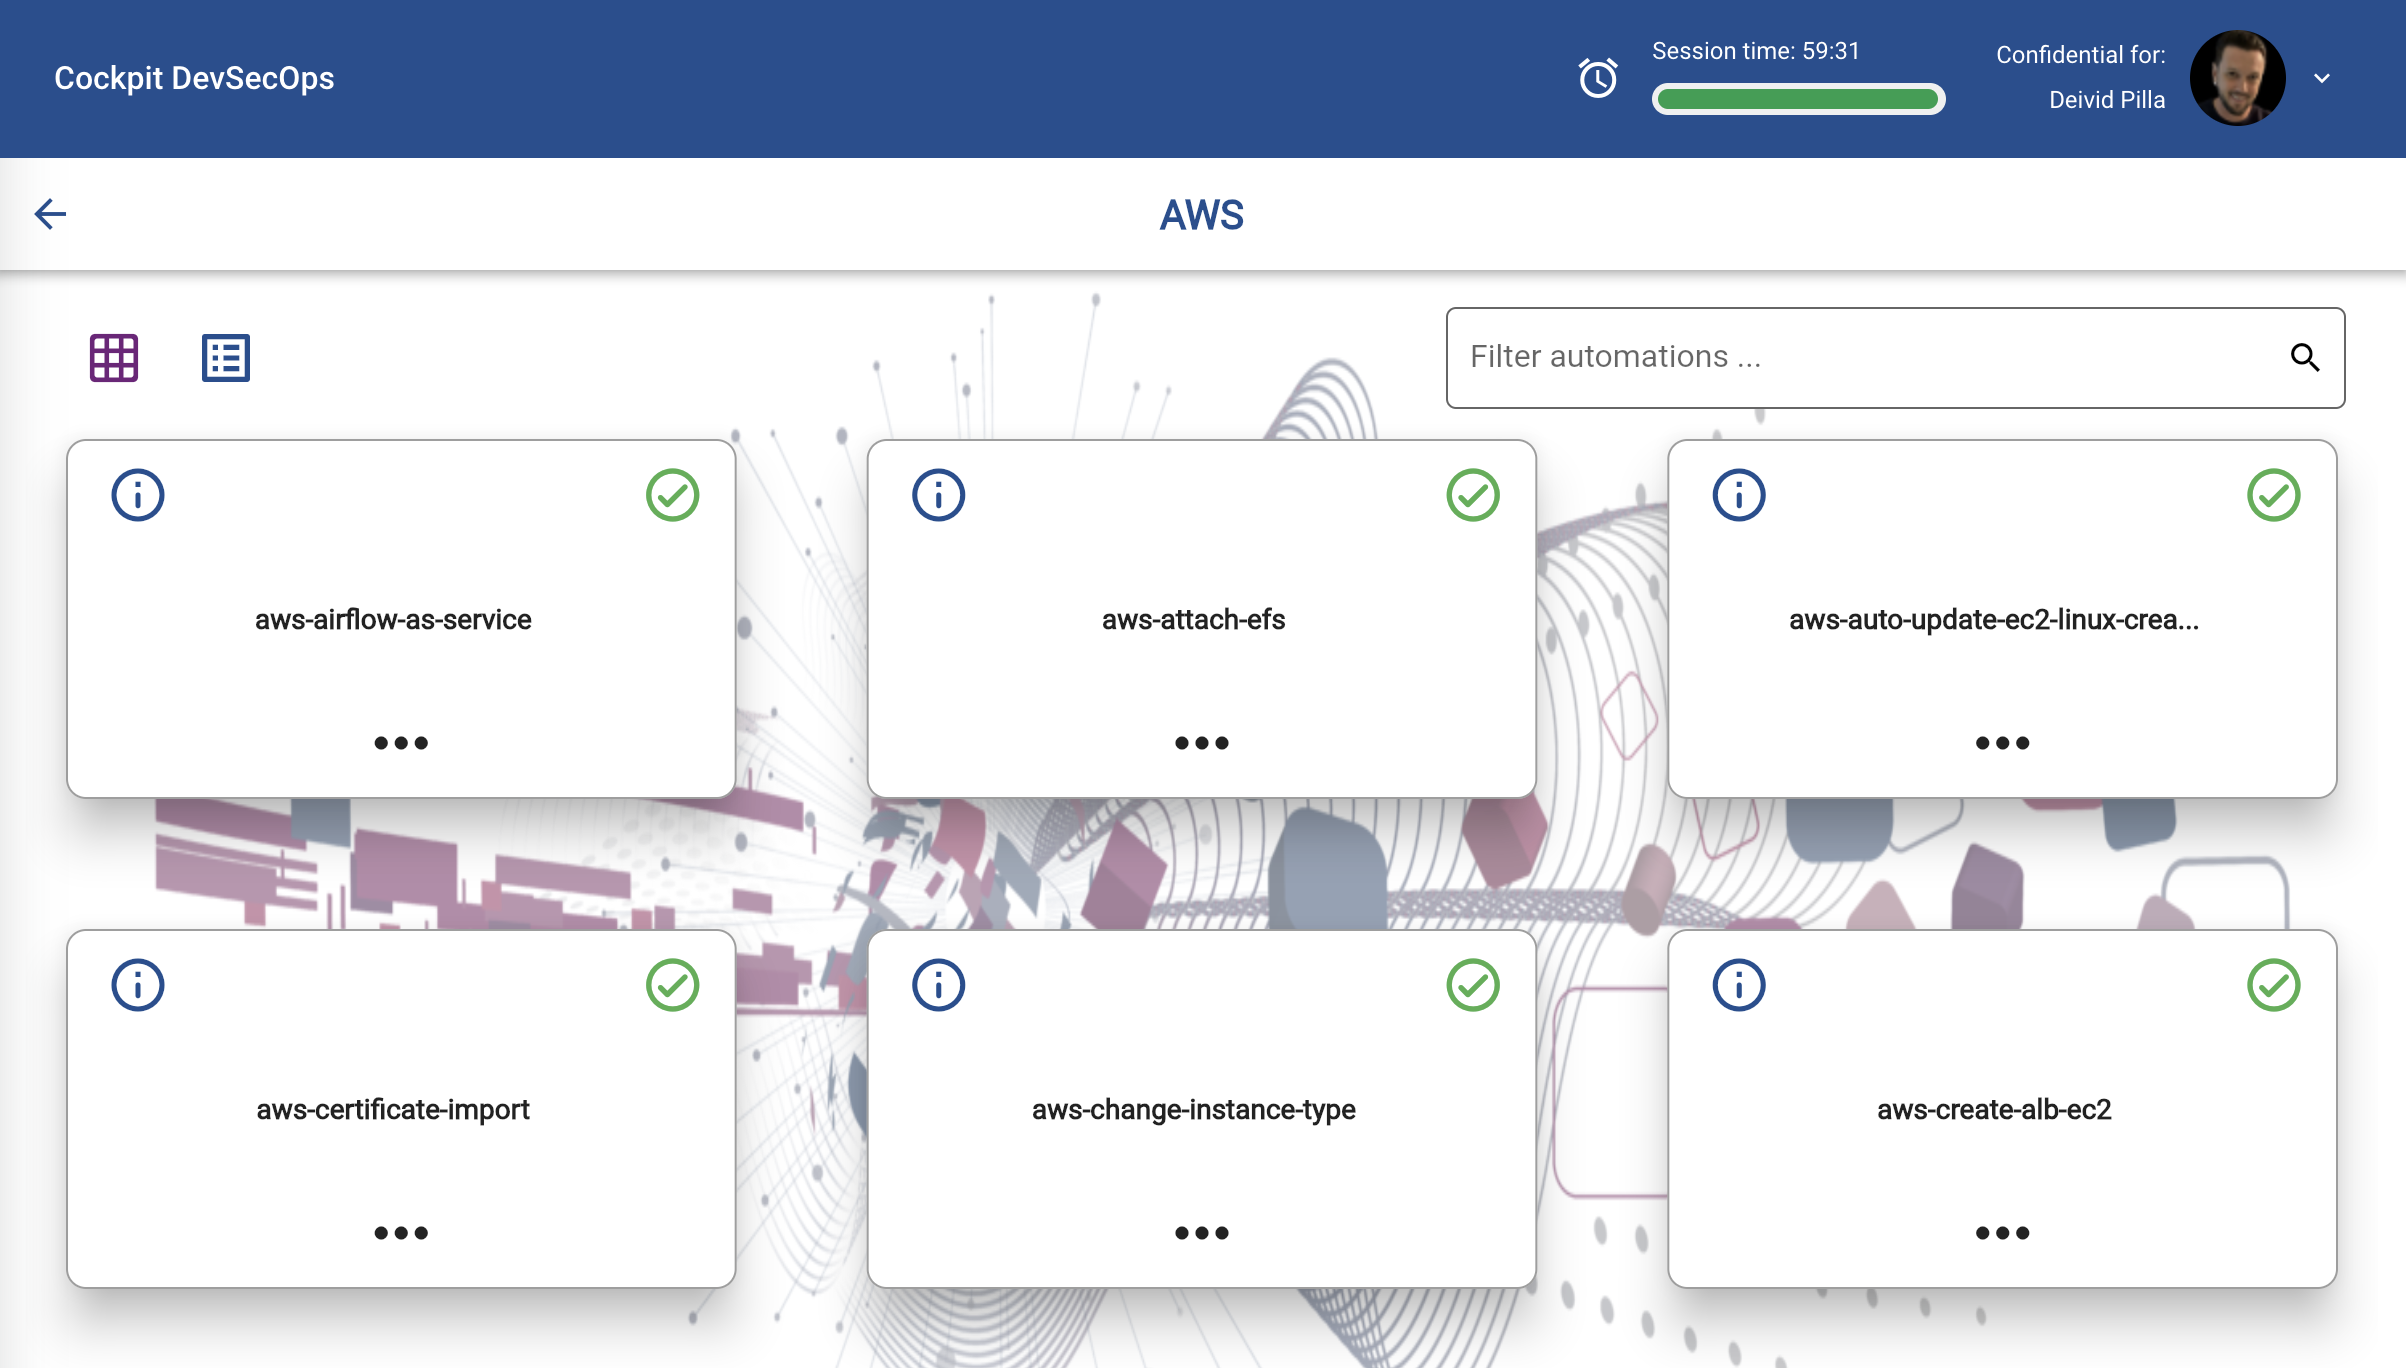 Cockpit DevSecOps
Session time: 59:31
Confidential for:
Deivid Pilla
AWS
Filter automations ...
aws-airflow-as-service
aws-attach-efs
aws-auto-update-ec2-linux-crea...
aws-certificate-import
aws-change-instance-type
aws-create-alb-ec2